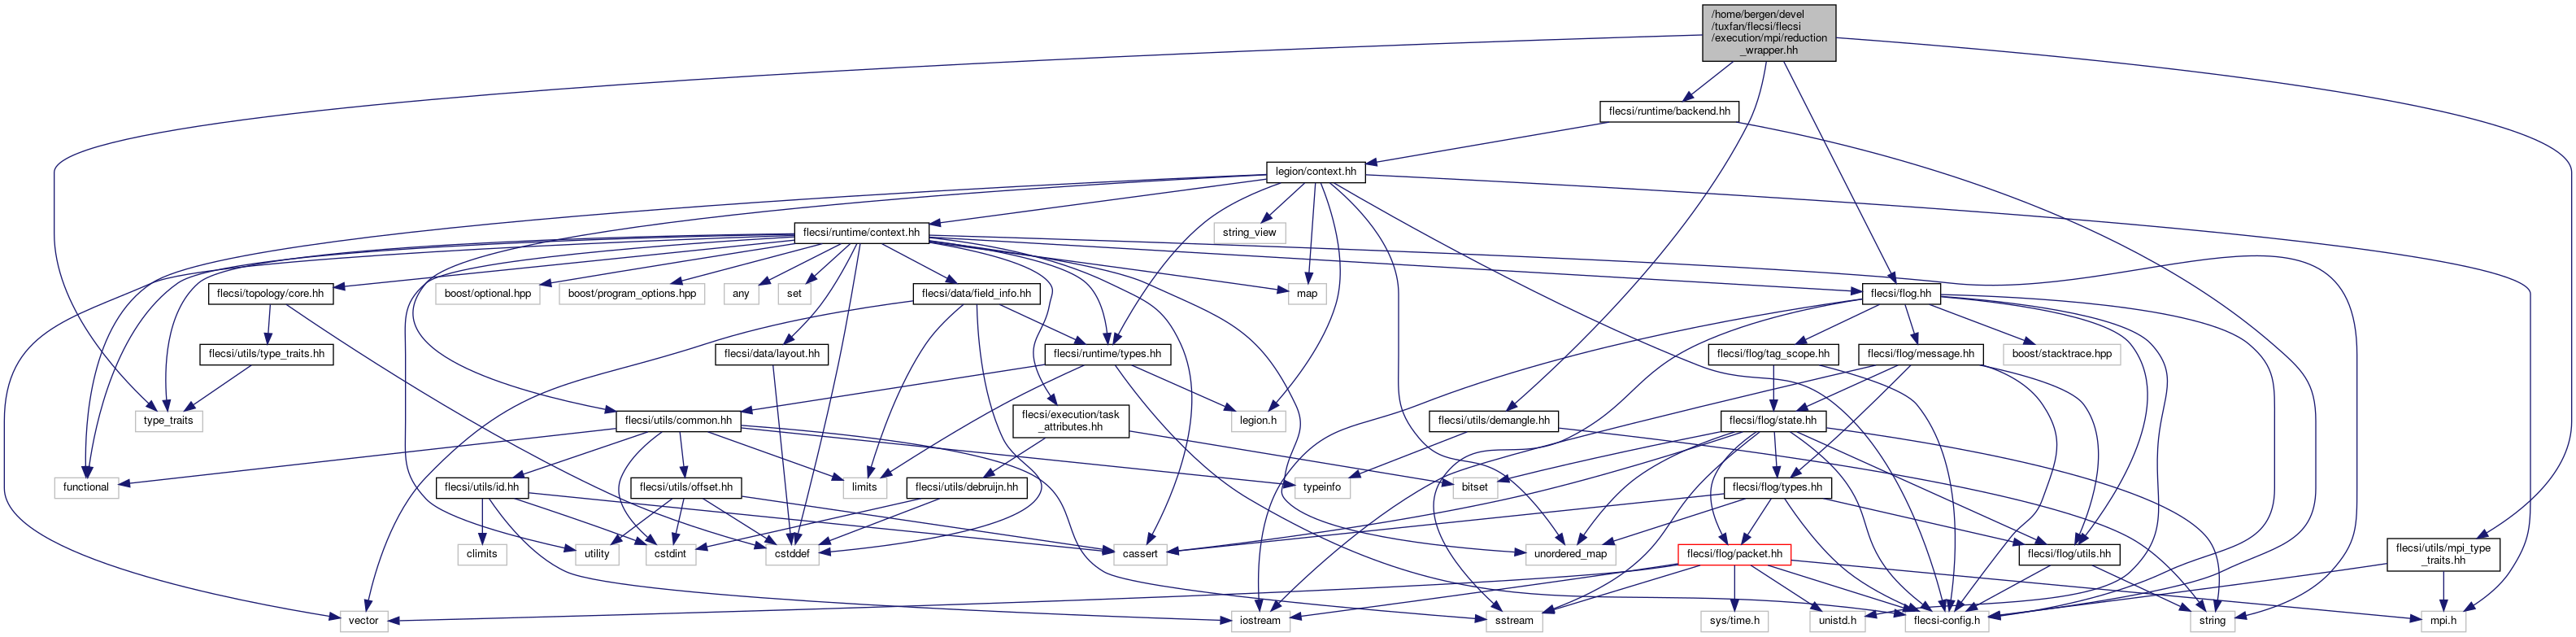 /home/bergen/devel
/tuxfan/flecsi/flecsi
/execution/mpi/reduction
_wrapper.hh
flecsi/runtime/backend.hh
legion/context.hh
flecsi/runtime/context.hh
string_view
flecsi/topology/core.hh
boost/optional.hpp
boost/program_options.hpp
any
set
flecsi/data/field_info.hh
map
flecsi/flog.hh
flecsi/utils/type_traits.hh
flecsi/data/layout.hh
flecsi/runtime/types.hh
flecsi/flog/tag_scope.hh
flecsi/flog/message.hh
boost/stacktrace.hpp
type_traits
flecsi/utils/common.hh
flecsi/execution/task
_attributes.hh
legion.h
flecsi/utils/demangle.hh
flecsi/flog/state.hh
functional
flecsi/utils/id.hh
flecsi/utils/offset.hh
limits
flecsi/utils/debruijn.hh
typeinfo
bitset
flecsi/flog/types.hh
climits
utility
cstdint
cstddef
cassert
unordered_map
flecsi/flog/packet.hh
flecsi/flog/utils.hh
flecsi/utils/mpi_type
_traits.hh
vector
iostream
sstream
sys/time.h
unistd.h
flecsi-config.h
string
mpi.h